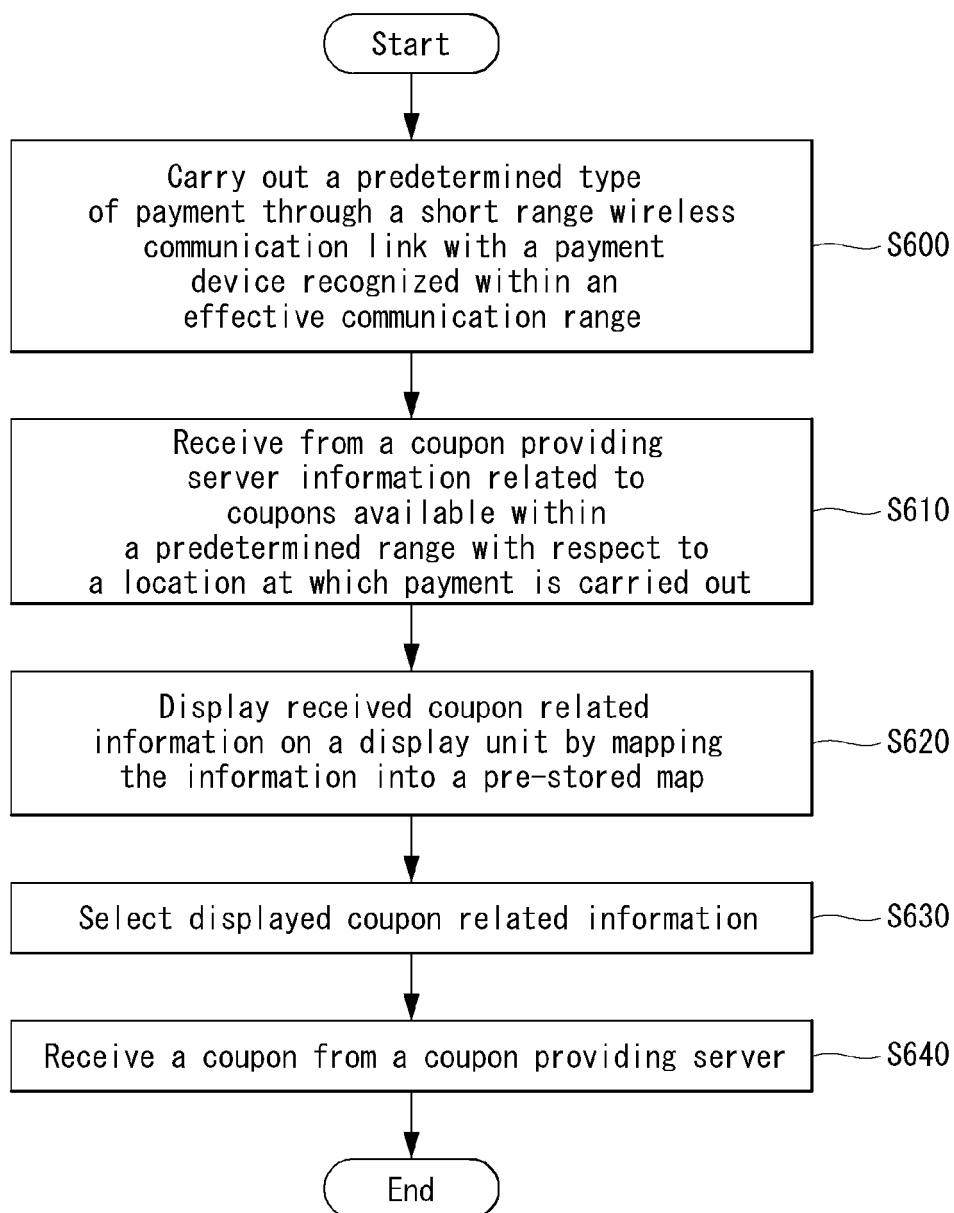 Start
Carry out a predetermined type
of payment through a short range wireless
communication link with a payment
device recognized within an
effective communication range
S600
Receive from a coupon providing
server information related to
coupons available within
a predetermined range with respect to
a location at which payment is carried out
S610
Display received coupon related
information on a display unit by mapping
the information into a pre-stored map
S620
Select displayed coupon related information
S630
Receive a coupon from a coupon providing server
S640
End